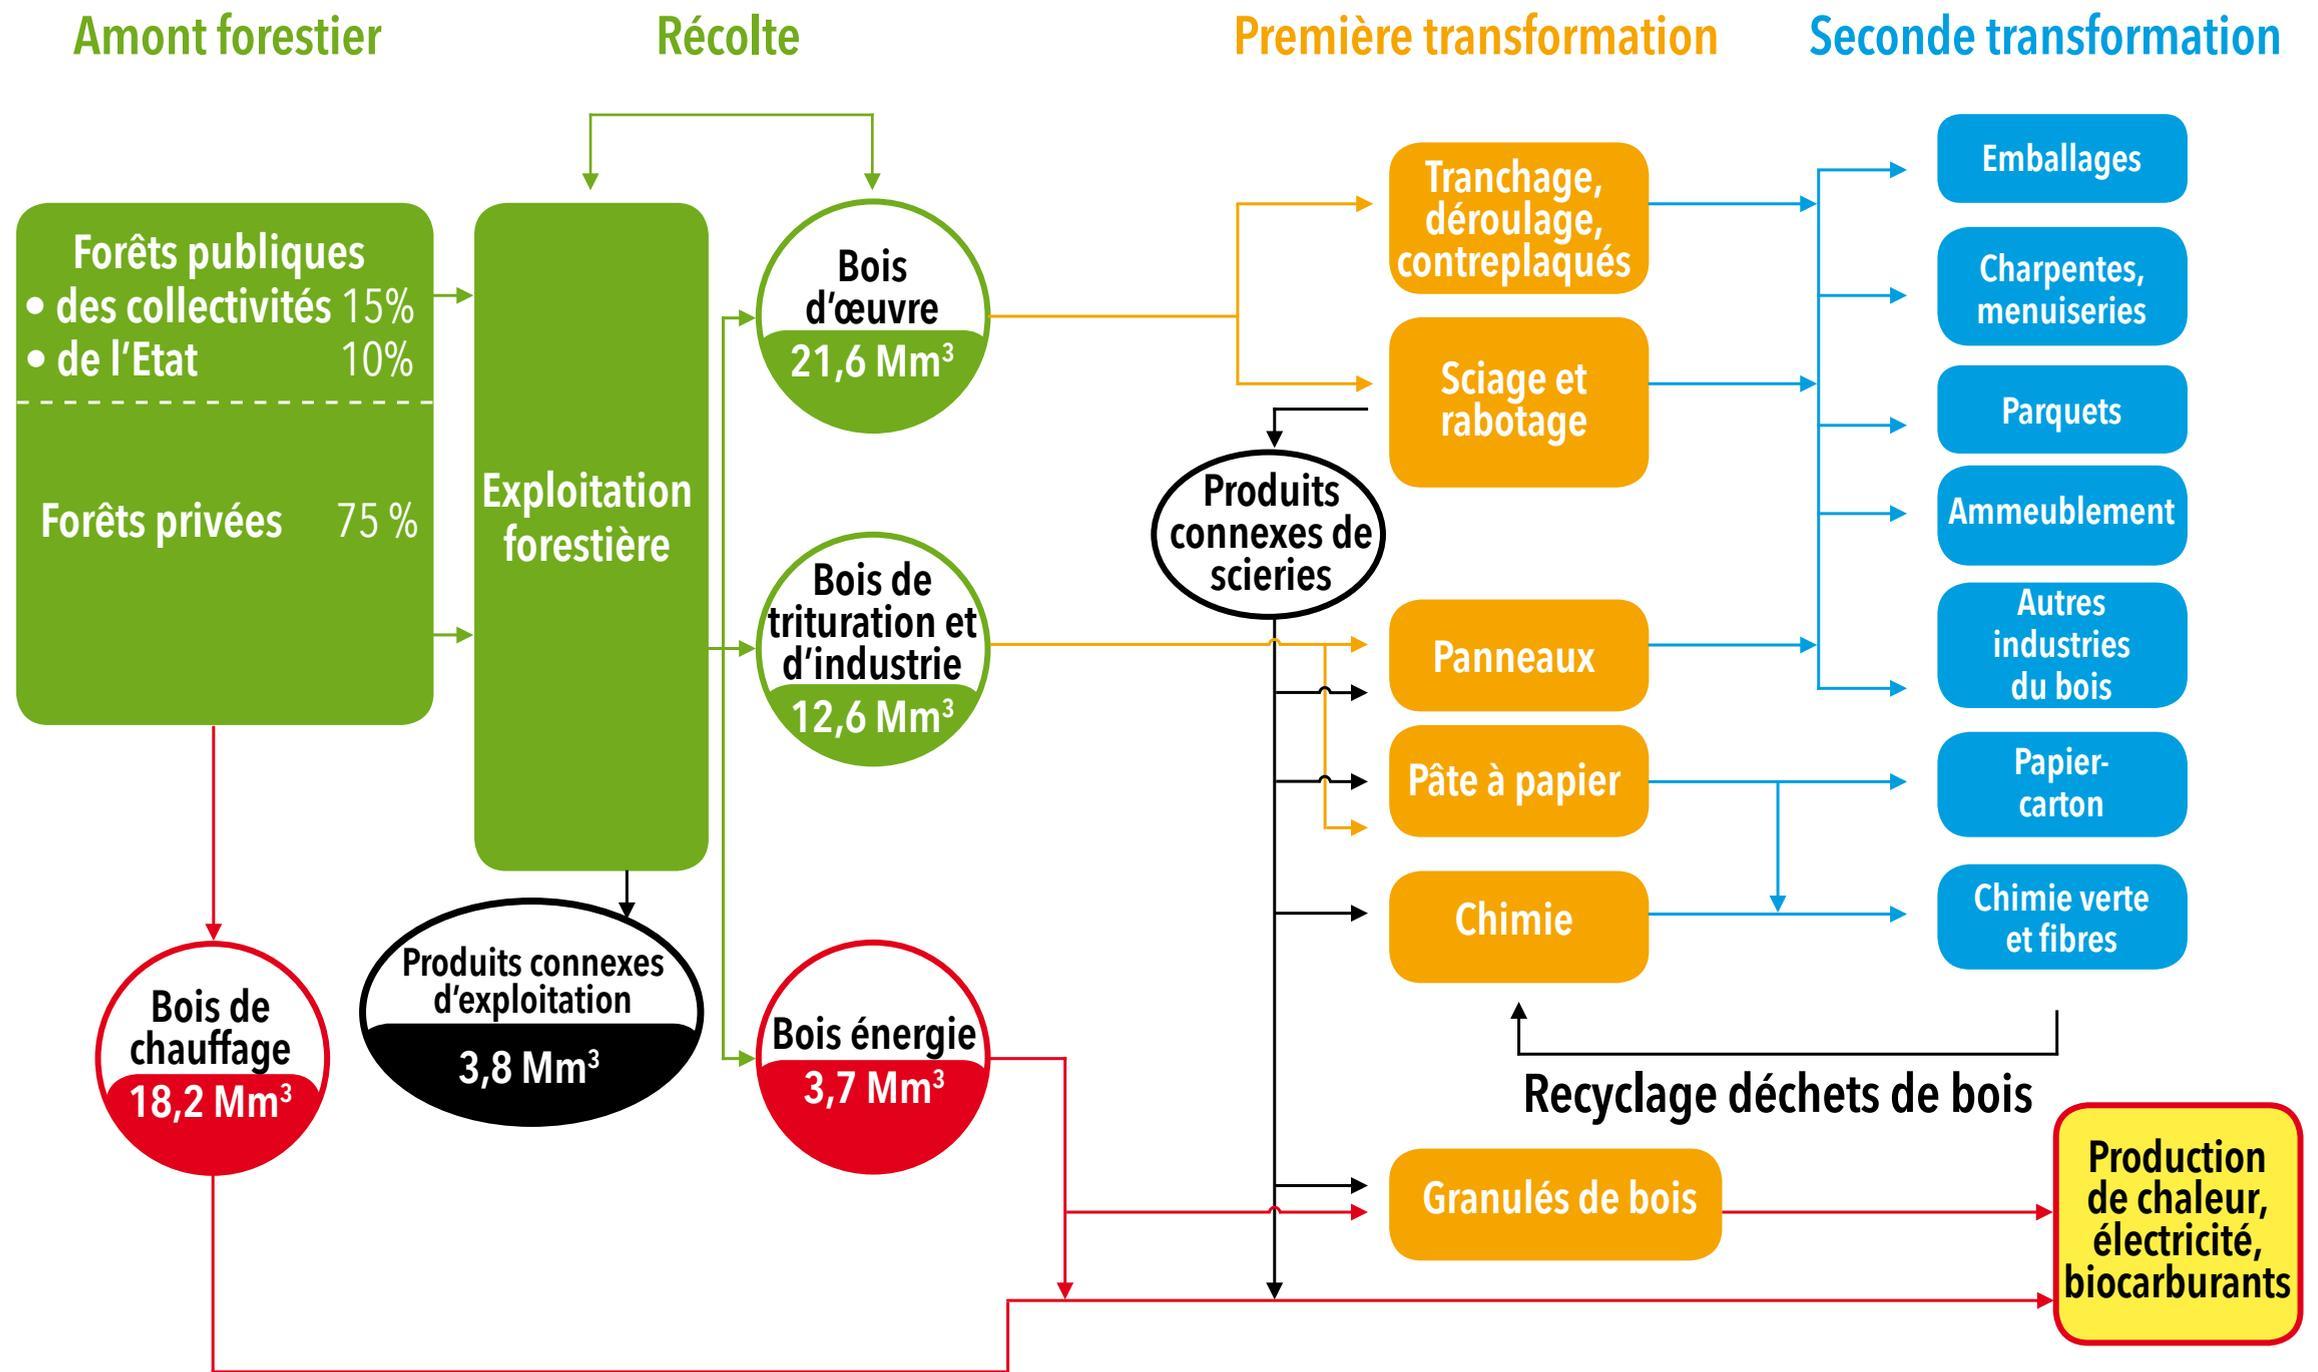 Amont forestier
Récolte
Première transformation
Seconde transformation
Forêts publiques
• des collectivités 15%
• de l'Etat 10%
Forêts privées 75 %
Exploitation
forestière
Bois
d'œuvre
21,6 Mm³
Bois de
trituration et
d'industrie
12,6 Mm³
Bois de
chauffage
18,2 Mm³
Produits connexes
d'exploitation
3,8 Mm³
Bois énergie
3,7 Mm³
Produits
connexes de
scieries
Tranchage,
déroulage,
contreplaqués
Sciage et
rabotage
Panneaux
Pâte à papier
Chimie
Granulés de bois
Emballages
Charpentes,
menuiseries
Parquets
Ammeublement
Autres
industries
du bois
Papier-
carton
Chimie verte
et fibres
Recyclage déchets de bois
Production
de chaleur,
électricité,
biocarburants